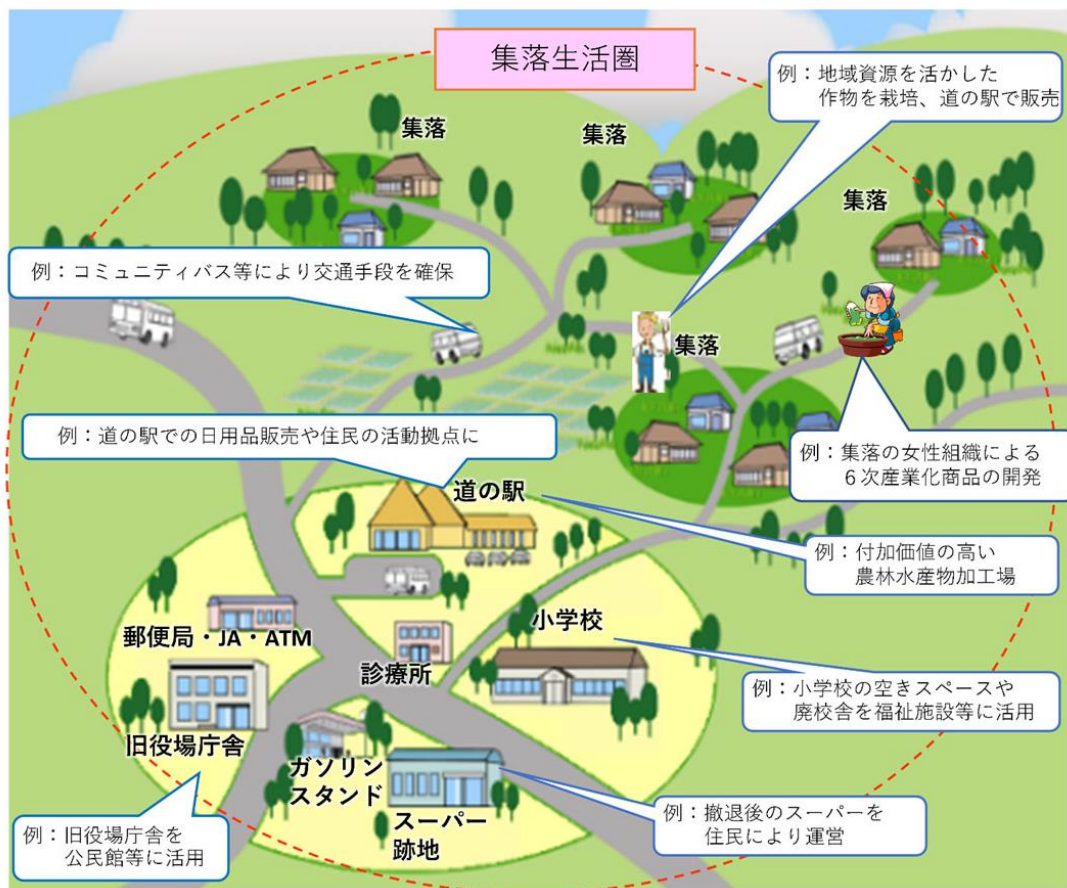 集落生活圏
例：地域資源を活かした
作物を栽培、道の駅で販売
集落
集落
集落
例：コミュニティバス等により交通手段を確保
集落
例：道の駅での日用品販売や住民の活動拠点に
例：集落の女性組織による
６次産業化商品の開発
道の駅
例：付加価値の高い
農林水産物加工場
郵便局・JA・ATM
小学校
診療所
例：小学校の空きスペースや
廃校舎を福祉施設等に活用
旧役場庁舎
ガソリン
スタンド
スーパー
跡地
例：撤退後のスーパーを
住民により運営
例：旧役場庁舎を
公民館等に活用